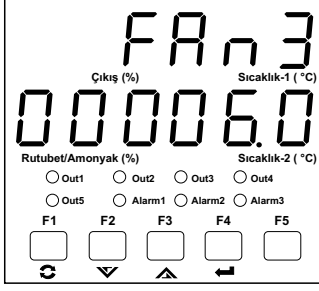 FAn3
Çıkış (%) Sıcaklık-1 ( °C)
00006.0
Rutubet/Amonyak (%) Sıcaklık-2 ( °C)
Out1 Out2 Out3 Out4
Out5 Alarm1 Alarm2 Alarm3
F1 F2 F3 F4 F5